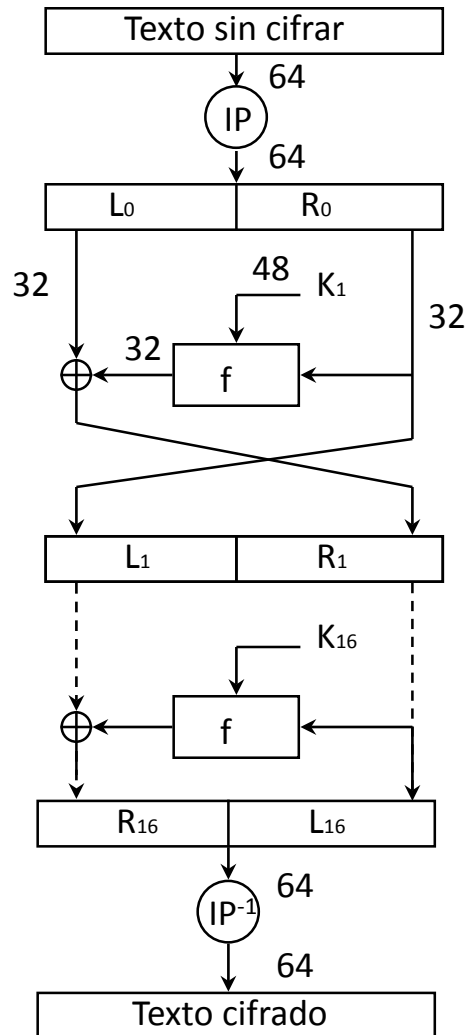 Texto sin cifrar
64
IP
64
L₀ R₀
48 K₁
32 32
32
f
L₁ R₁
K₁₆
f
R₁₆ L₁₆
64
IP⁻¹
64
Texto cifrado